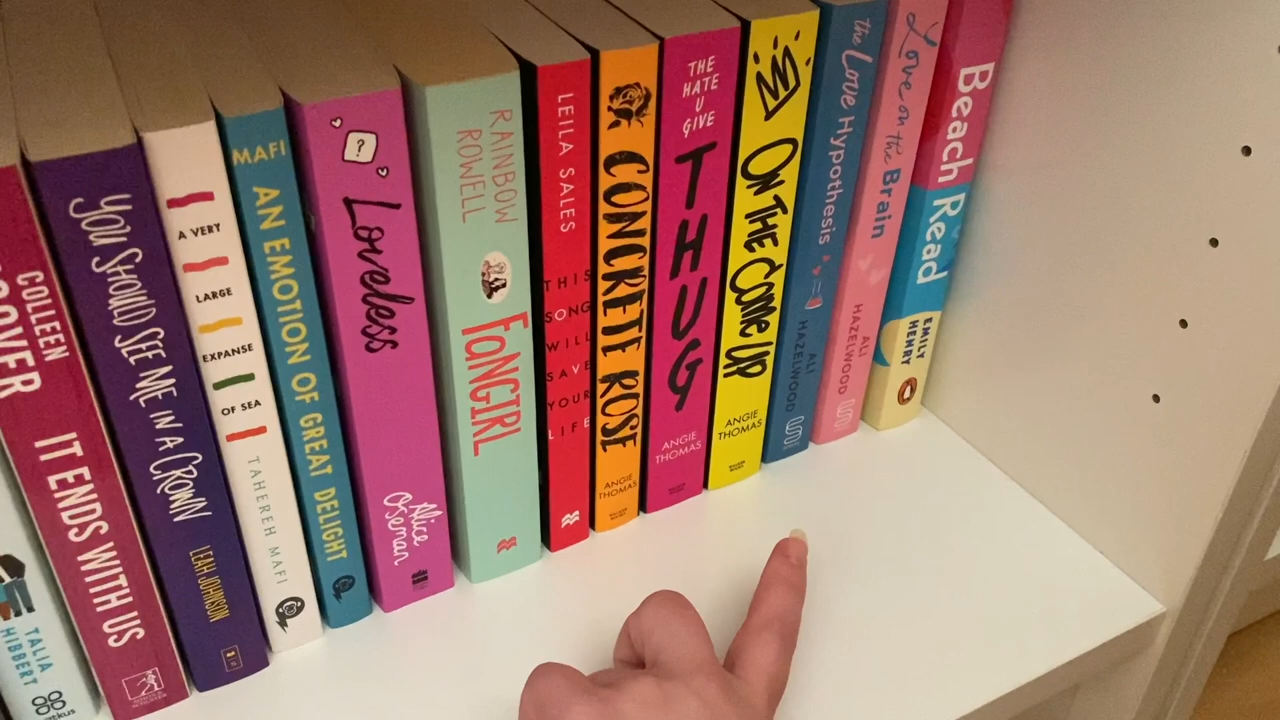 TALIA
HIBBERT
COLLEEN
OVER
IT ENDS WITH US
YOU SHOULD SEE ME IN A CROWN
LEAH JOHNSON
A VERY
LARGE
EXPANSE
OF SEA
TAHEREH MAFI
MAFI
AN EMOTION OF GREAT DELIGHT
?
Loveless
Alice
Oseman
RAINBOW
ROWELL
FANGIRL
LEILA SALES
THIS
SONG
WILL
SAVE
YOUR
LIFE
CONCRETE ROSE
ANGIE
THOMAS
THE
HATE
U
GIVE
THUG
ANGIE
THOMAS
ON THE COME UP
ANGIE
THOMAS
the Love Hypothesis
ALI
HAZELWOOD
Love on the Brain
ALI
HAZELWOOD
Beach Read
EMILY
HENRY